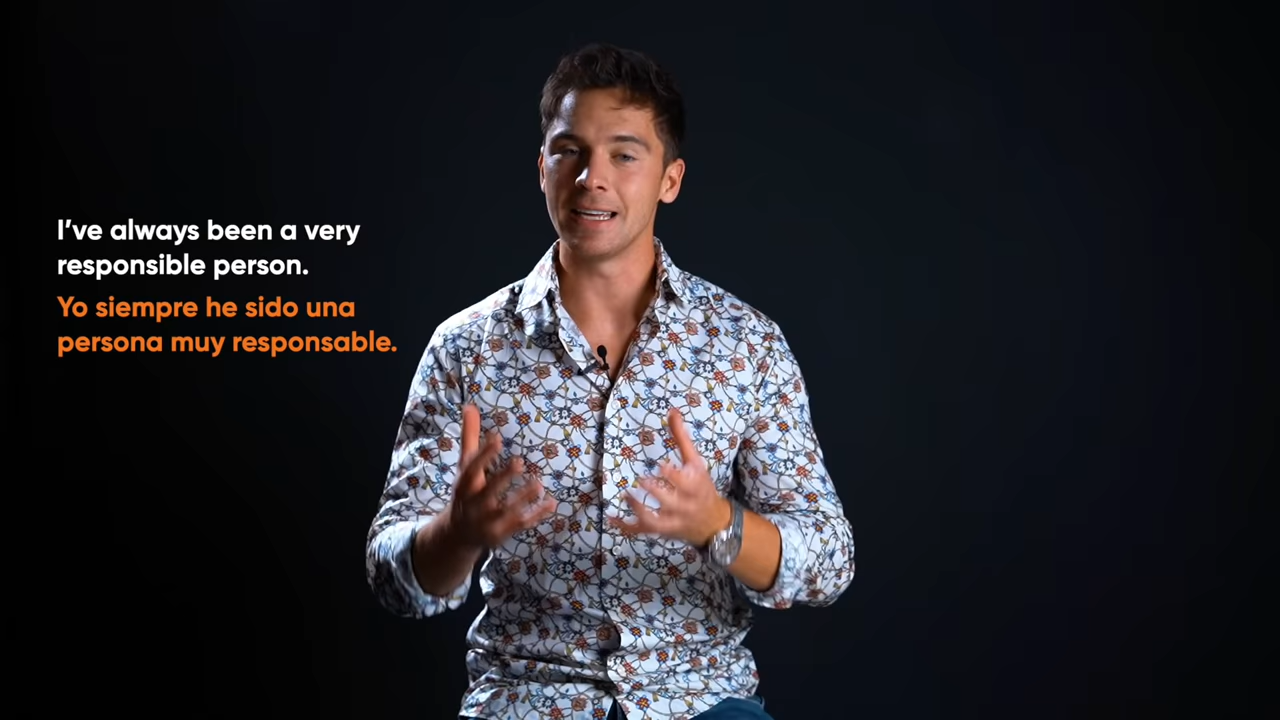 I’ve always been a very
responsible person.
Yo siempre he sido una
persona muy responsable.